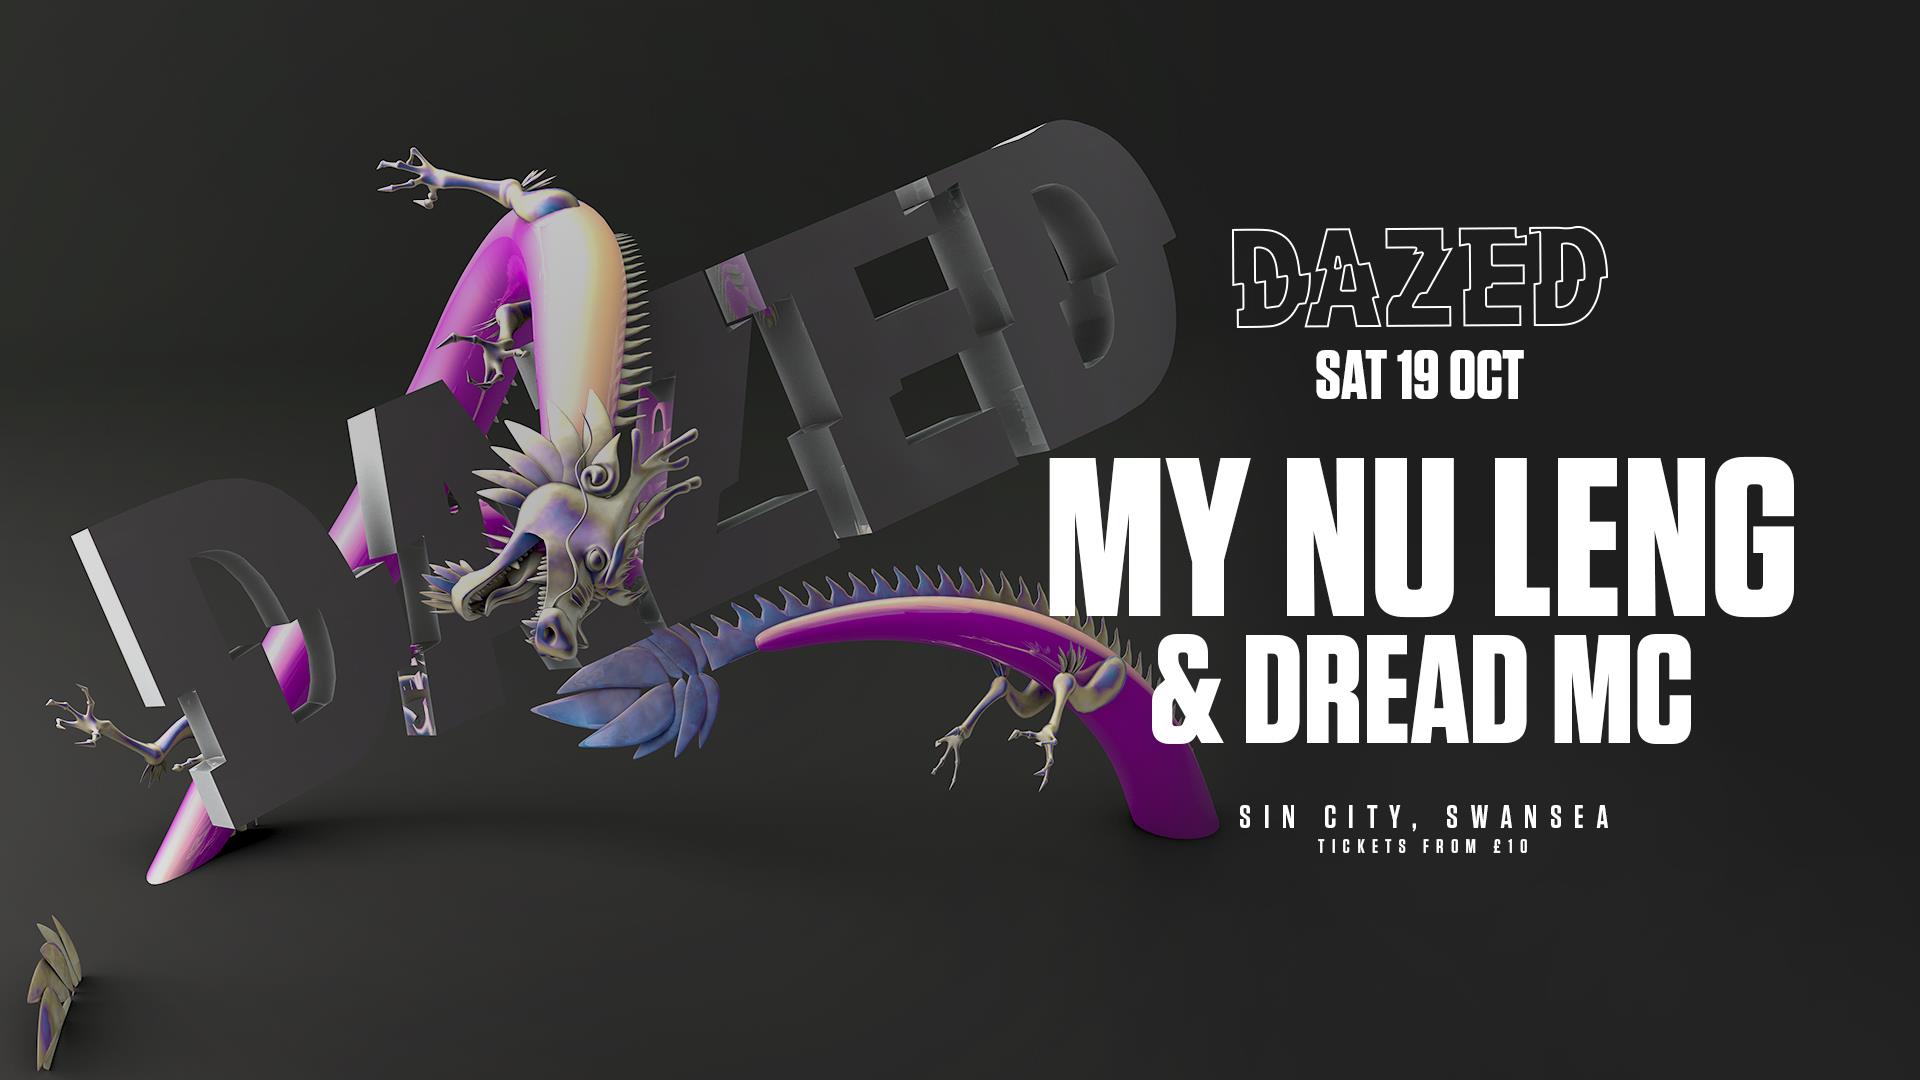 DAZED
DAZED
SAT 19 OCT
MY NU LENG
& DREAD MC
SIN CITY, SWANSEA
TICKETS FROM £10